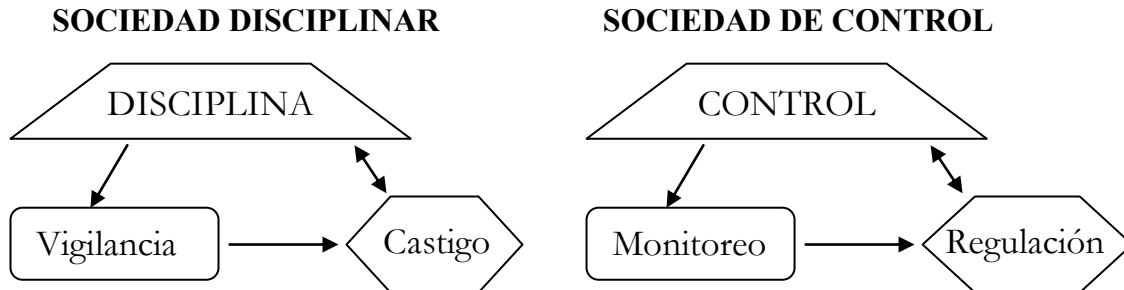 SOCIEDAD DISCIPLINAR
SOCIEDAD DE CONTROL
DISCIPLINA
CONTROL
Vigilancia
Castigo
Monitoreo
Regulación